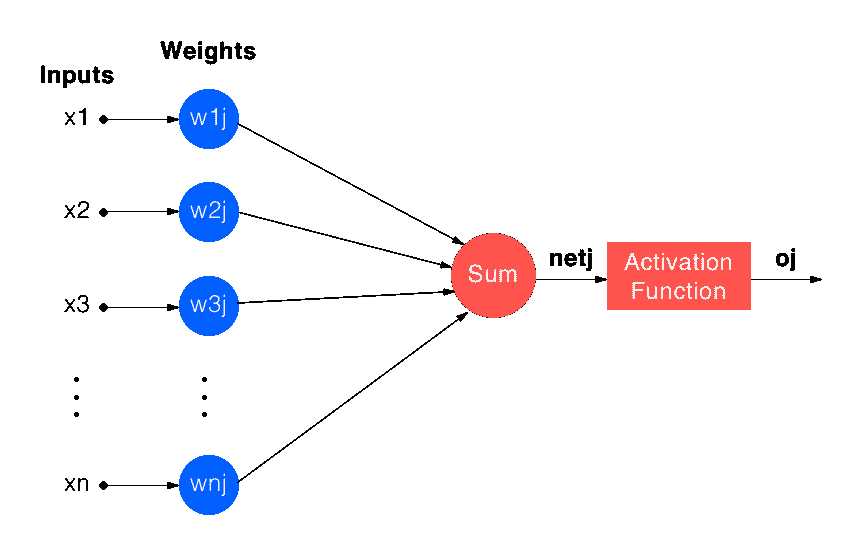 Weights
Inputs
x1
w1j
x2
w2j
Sum
netj
Activation
Function
oj
x3
w3j
xn
wnj